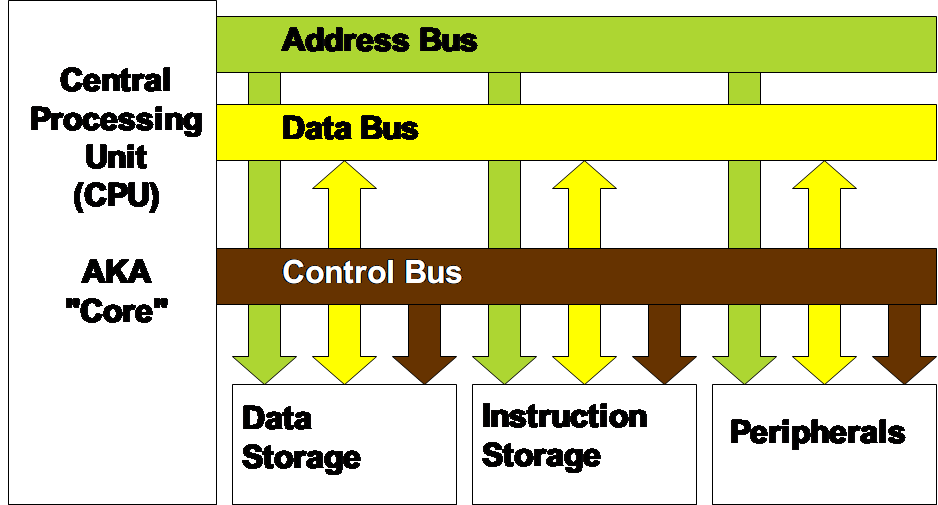 Central
Processing
Unit
(CPU)
AKA
"Core"
Address Bus
Data Bus
Control Bus
Data
Storage
Instruction
Storage
Peripherals